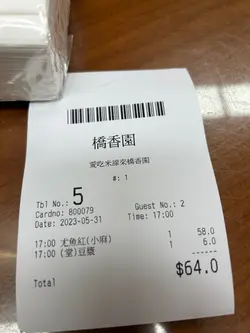 橋香園
愛吃米線來橋香園
#: 1
Tbl No.: 5
Cardno: 800079 Guest No.: 2
Date: 2023-05-31 Time: 17:00
17:00 尤魚紅(小麻) 1 58.0
17:00 (堂)豆漿 1 6.0
Total $64.0